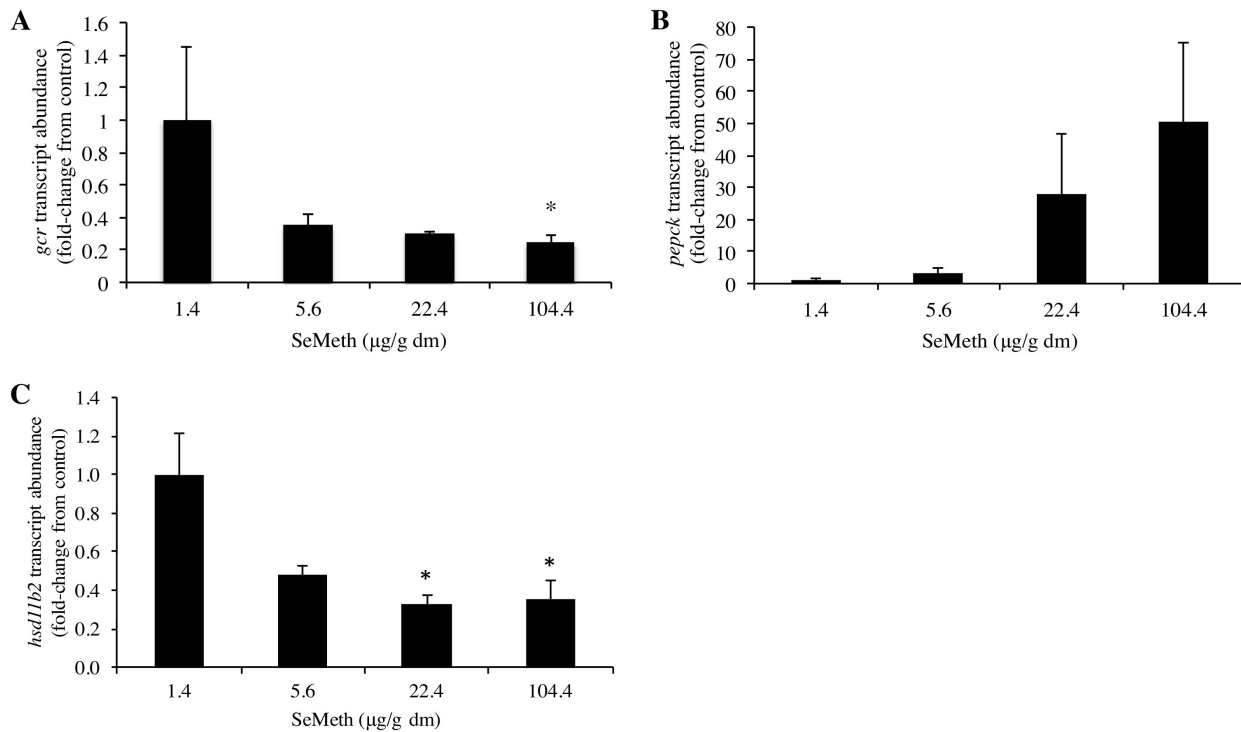 A
gcr transcript abundance
(fold-change from control)
1.6
1.4
1.2
1
0.8
0.6
0.4
0.2
0
*
1.4 5.6 22.4 104.4
SeMeth (µg/g dm)
B
pepck transcript abundance
(fold-change from control)
80
70
60
50
40
30
20
10
0
1.4 5.6 22.4 104.4
SeMeth (µg/g dm)
C
hsd11b2 transcript abundance
(fold-change from control)
1.4
1.2
1.0
0.8
0.6
0.4
0.2
0.0
* *
1.4 5.6 22.4 104.4
SeMeth (µg/g dm)